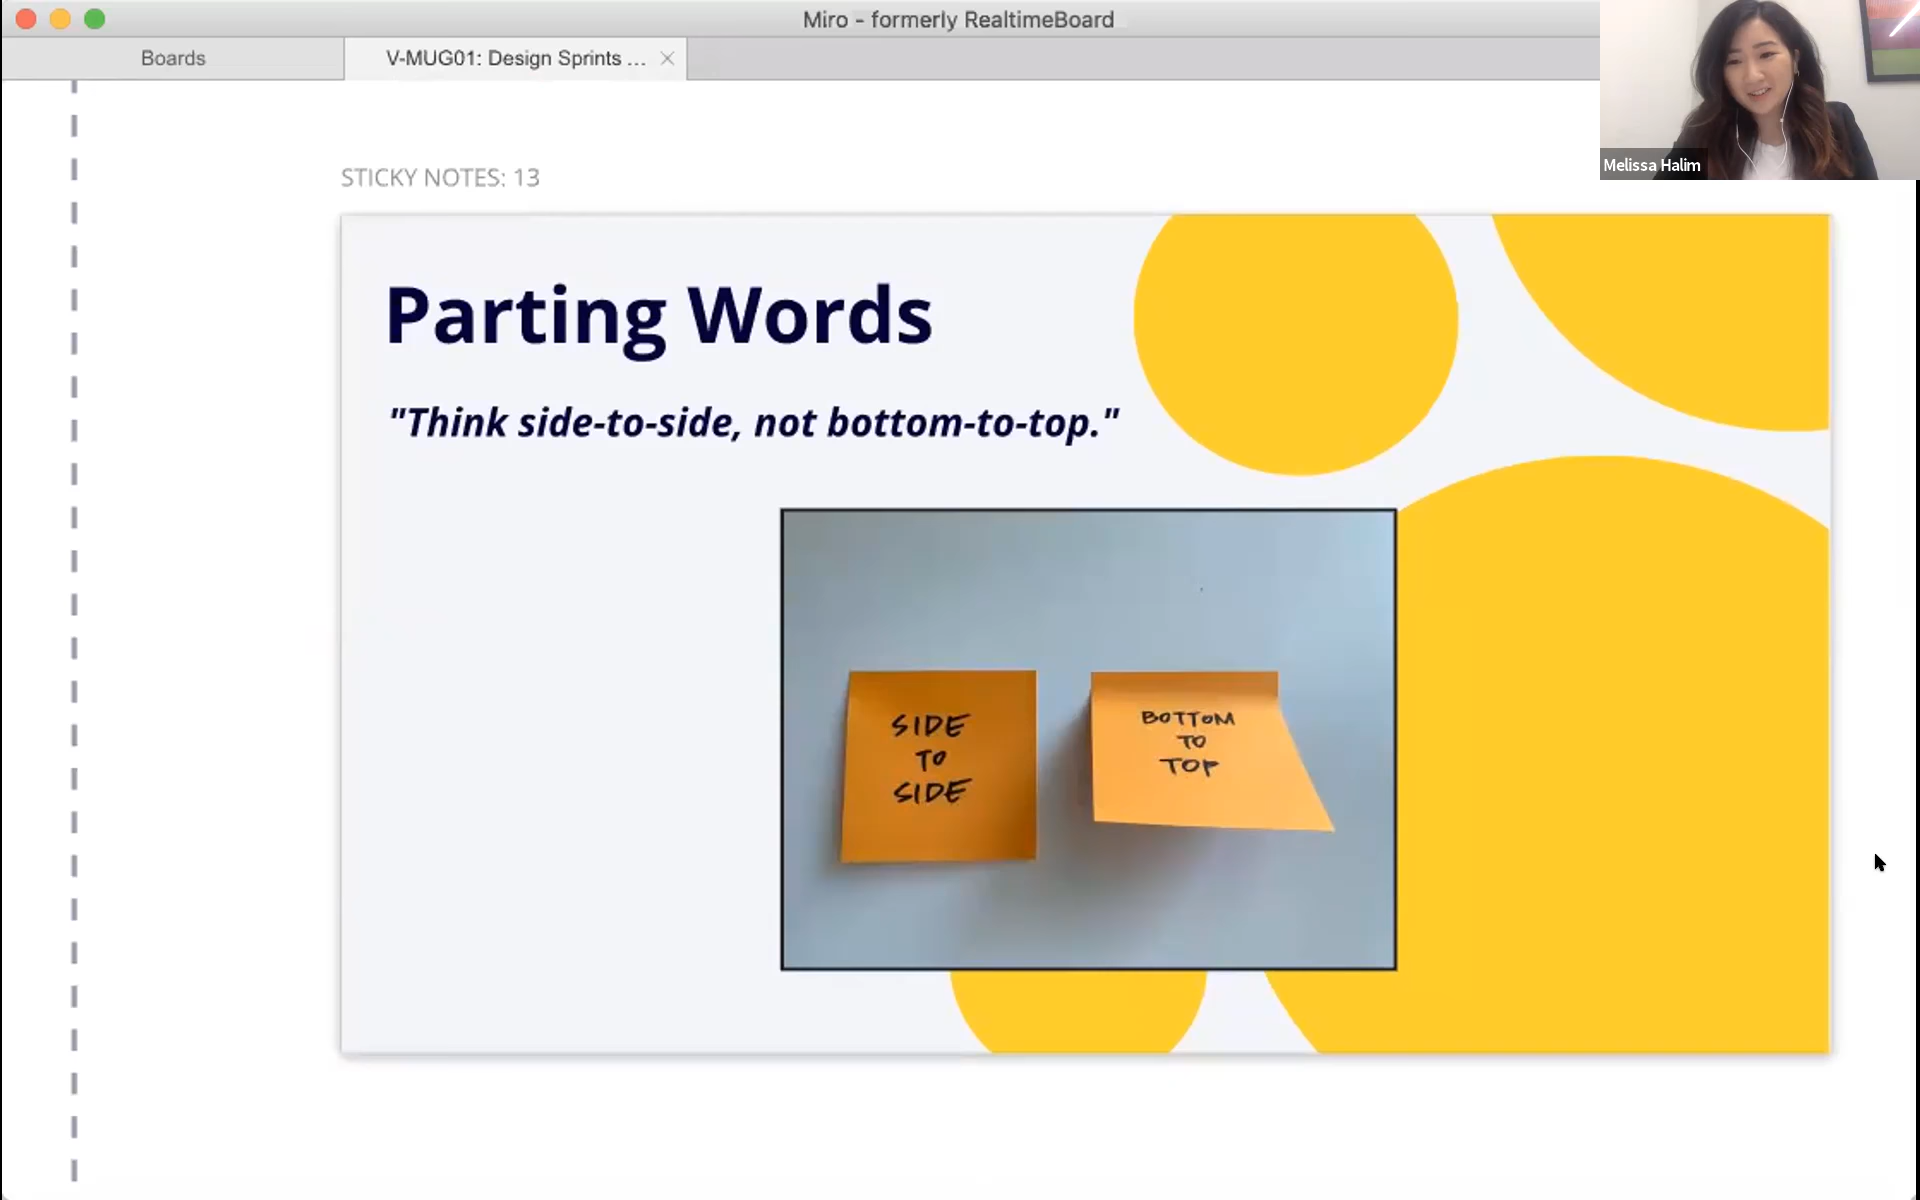 Miro - formerly RealtimeBoard
Boards
V-MUG01: Design Sprints ...
Melissa Halim
STICKY NOTES: 13
Parting Words
"Think side-to-side, not bottom-to-top."
SIDE
TO
SIDE
BOTTOM
TO
TOP